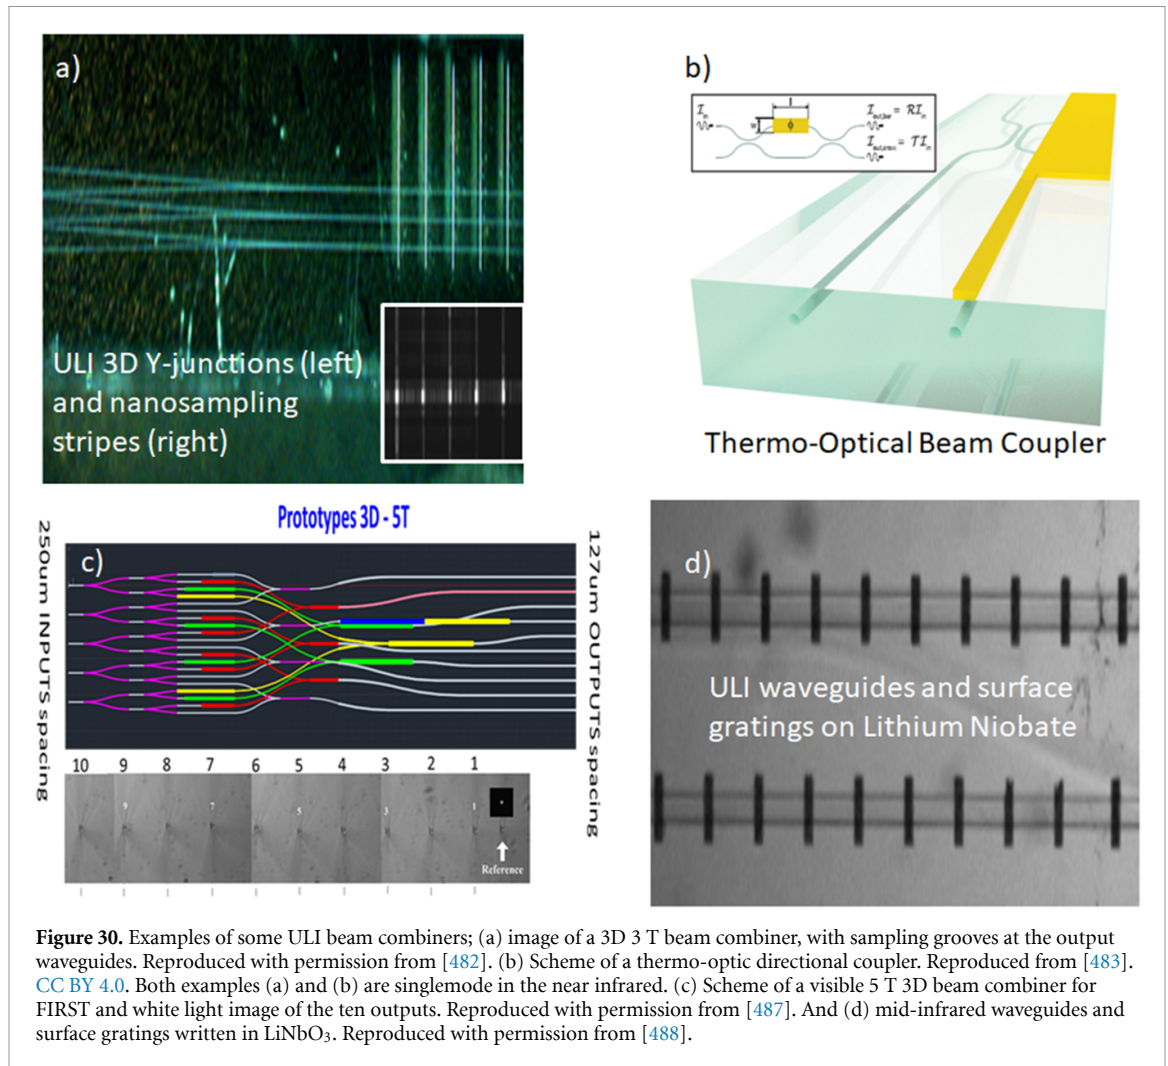 a)
ULI 3D Y-junctions (left)
and nanosampling
stripes (right)
b)
l
w
ϕ
Thermo-Optical Beam Coupler
Prototypes 3D - 5T
250um INPUTS spacing
c)
127um OUTPUTS spacing
10 9 8 7 6 5 4 3 2 1
9 7 5 3 1
Reference
d)
ULI waveguides and surface
gratings on Lithium Niobate
Figure 30. Examples of some ULI beam combiners; (a) image of a 3D 3 T beam combiner, with sampling grooves at the output
waveguides. Reproduced with permission from [482]. (b) Scheme of a thermo-optic directional coupler. Reproduced from [483].
CC BY 4.0. Both examples (a) and (b) are singlemode in the near infrared. (c) Scheme of a visible 5 T 3D beam combiner for
FIRST and white light image of the ten outputs. Reproduced with permission from [487]. And (d) mid-infrared waveguides and
surface gratings written in LiNbO₃. Reproduced with permission from [488].